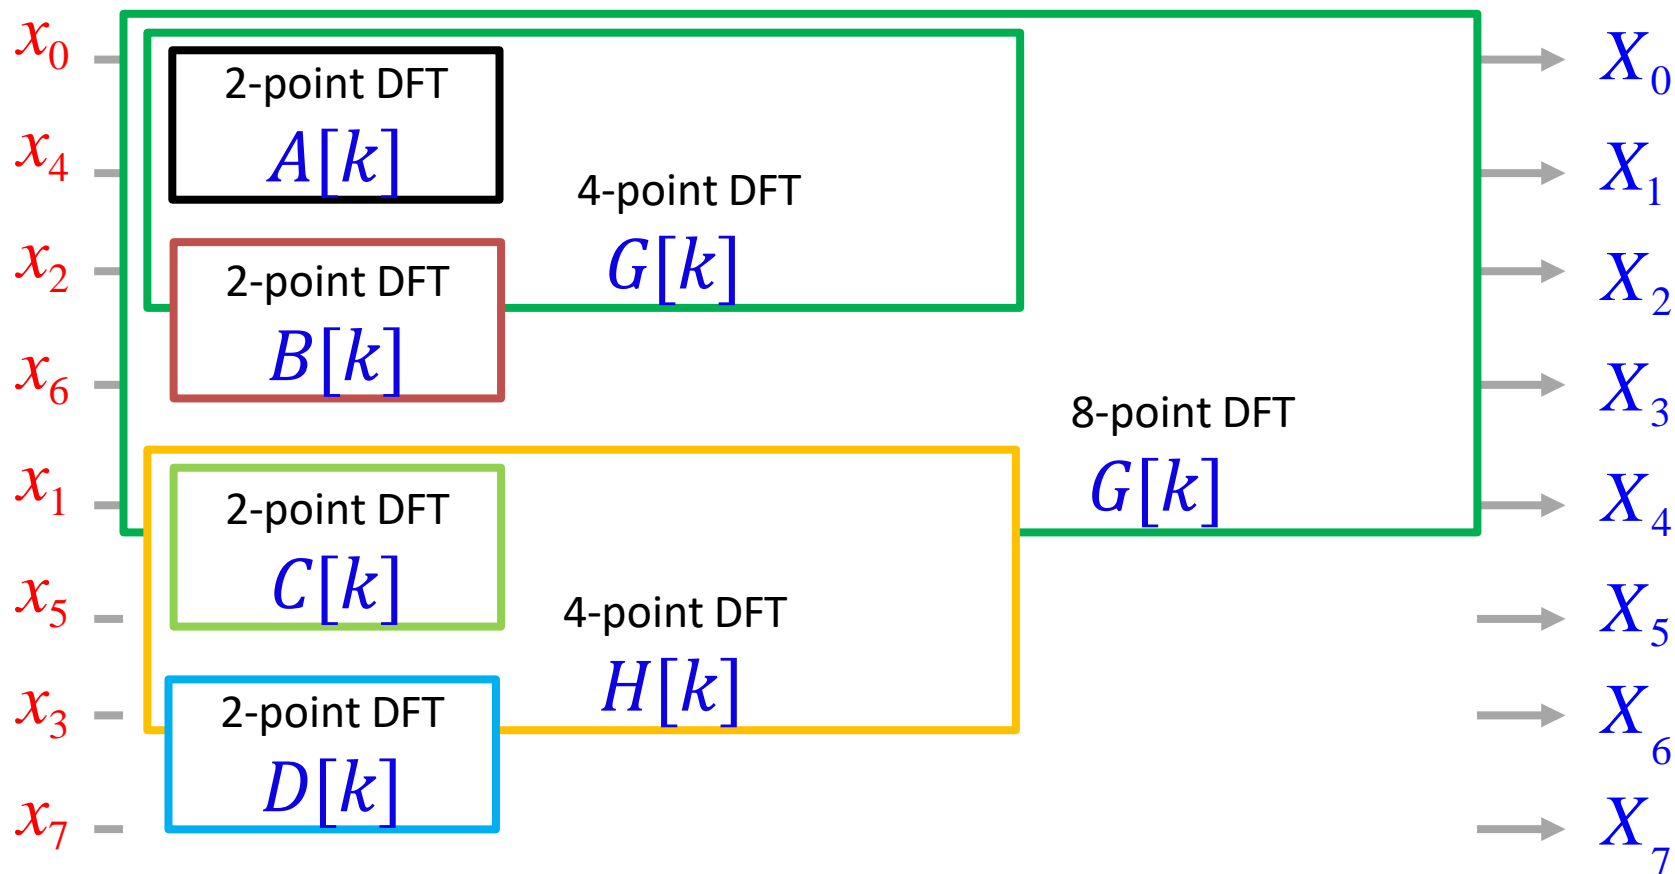 x₀
x₄
x₂
x₆
x₁
x₅
x₃
x₇
2-point DFT
A[k]
2-point DFT
B[k]
4-point DFT
G[k]
2-point DFT
C[k]
2-point DFT
D[k]
4-point DFT
H[k]
8-point DFT
G[k]
X₀
X₁
X₂
X₃
X₄
X₅
X₆
X₇